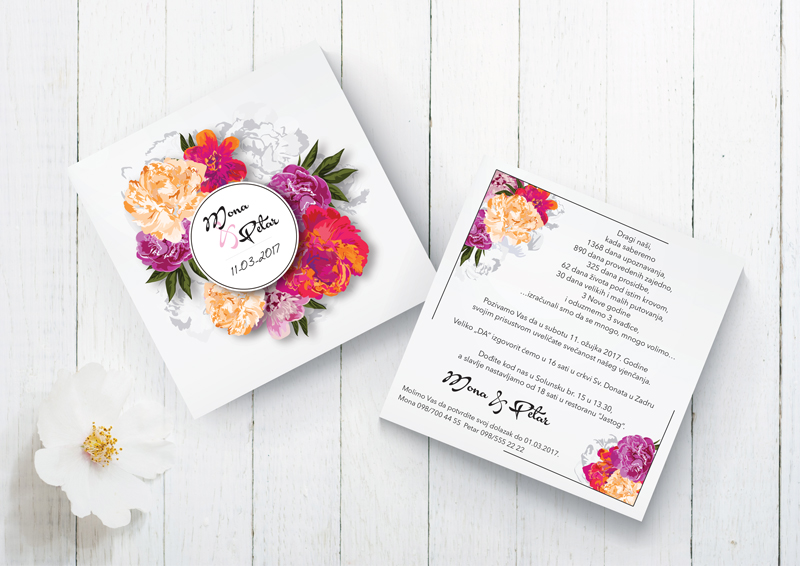 Mona
& Petar
11.03.2017
Dragi naši,
kada saberemo
1368 dana upoznavanja,
890 dana provedenih zajedno,
325 dana prosidbe,
62 dana života pod istim krovom,
30 dana velikih i malih putovanja,
3 Nove godine
i oduzmemo 3 svađice,
...izračunali smo da se mnogo, mnogo volimo...
Pozivamo Vas da u subotu 11. ožujka 2017. Godine
svojim prisustvom uveličate svečanost našeg vjenčanja.
Veliko „DA” izgovorit ćemo u 16 sati u crkvi Sv. Donata u Zadru
Dođite kod nas u Solunsku br. 15 u 13.30,
a slavlje nastavljamo od 18 sati u restoranu "Jastog".
Mona & Petar
Molimo Vas da potvrdite svoj dolazak do 01.03.2017.
Mona 098/700 44 55 Petar 098/555 22 22